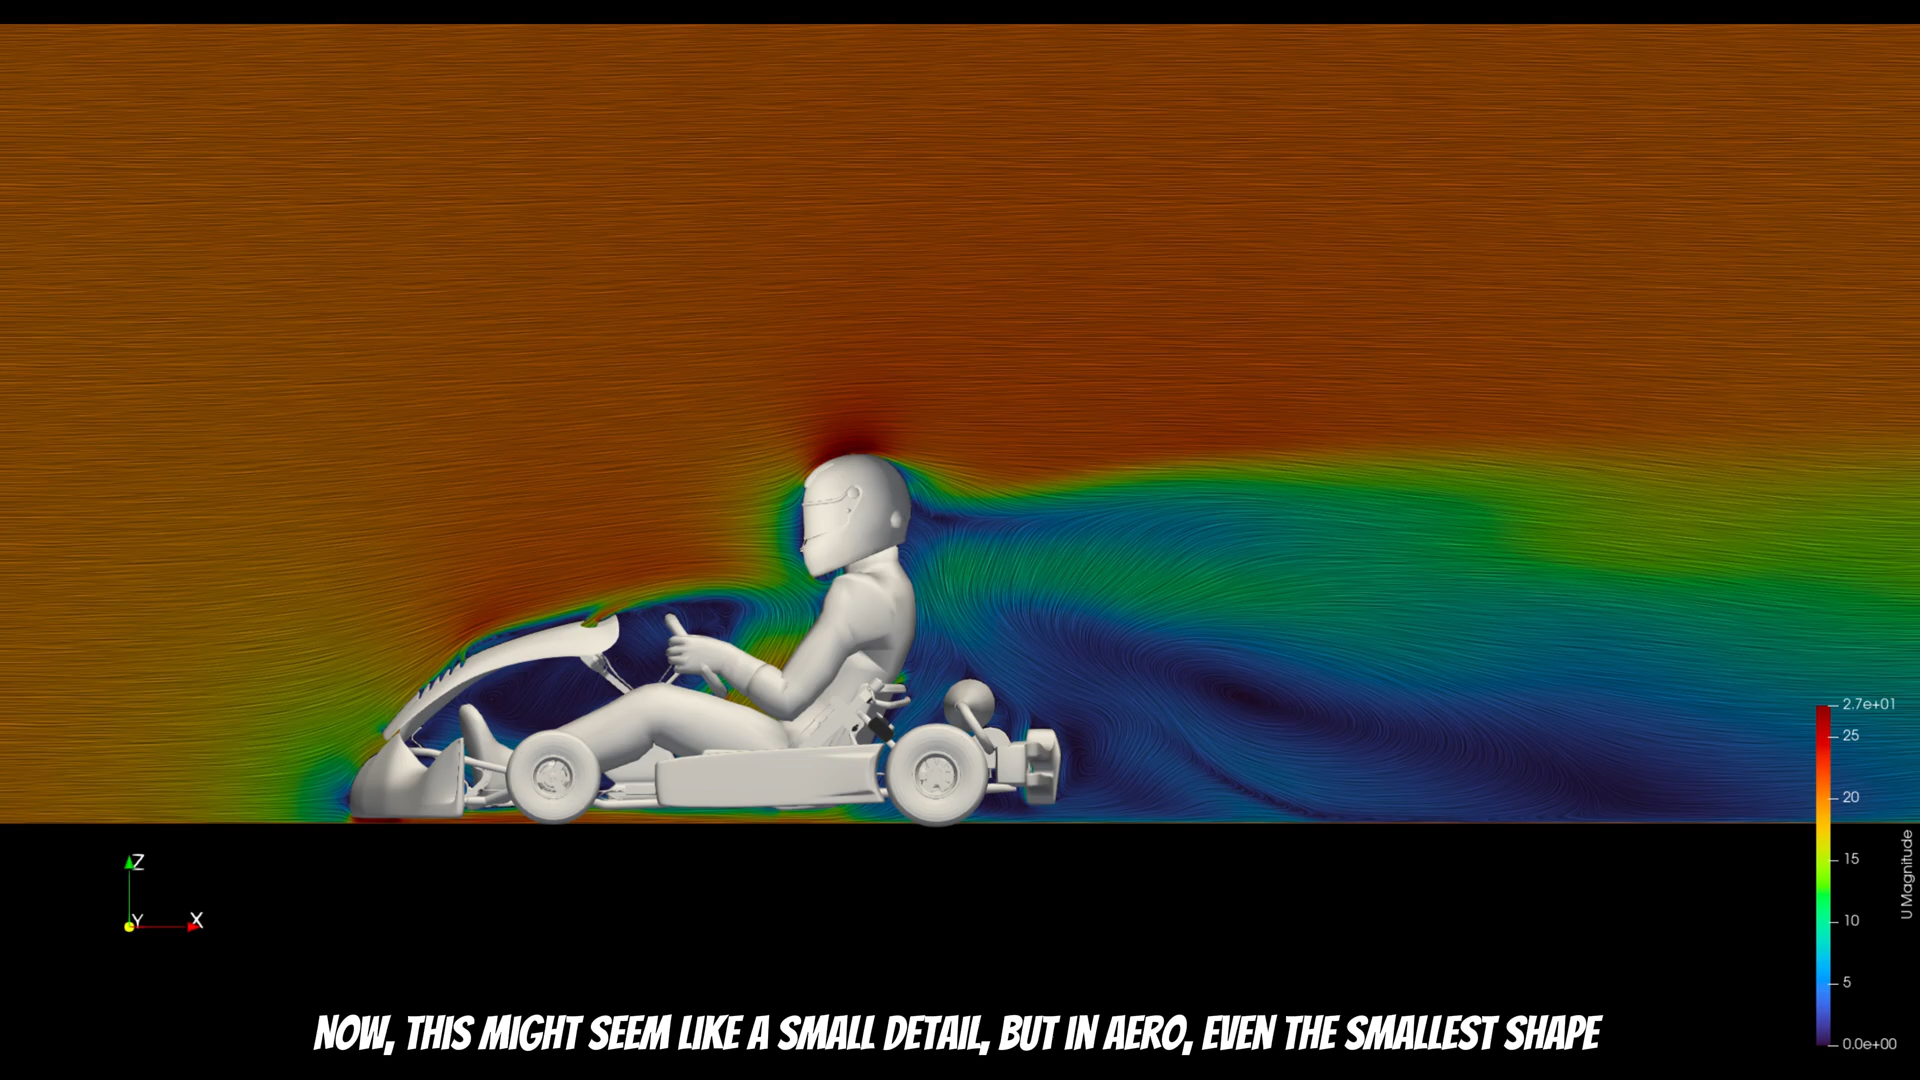 2.7e+01
25
20
15
10
5
0.0e+00
U Magnitude
Z
Y
X
NOW, THIS MIGHT SEEM LIKE A SMALL DETAIL, BUT IN AERO, EVEN THE SMALLEST SHAPE